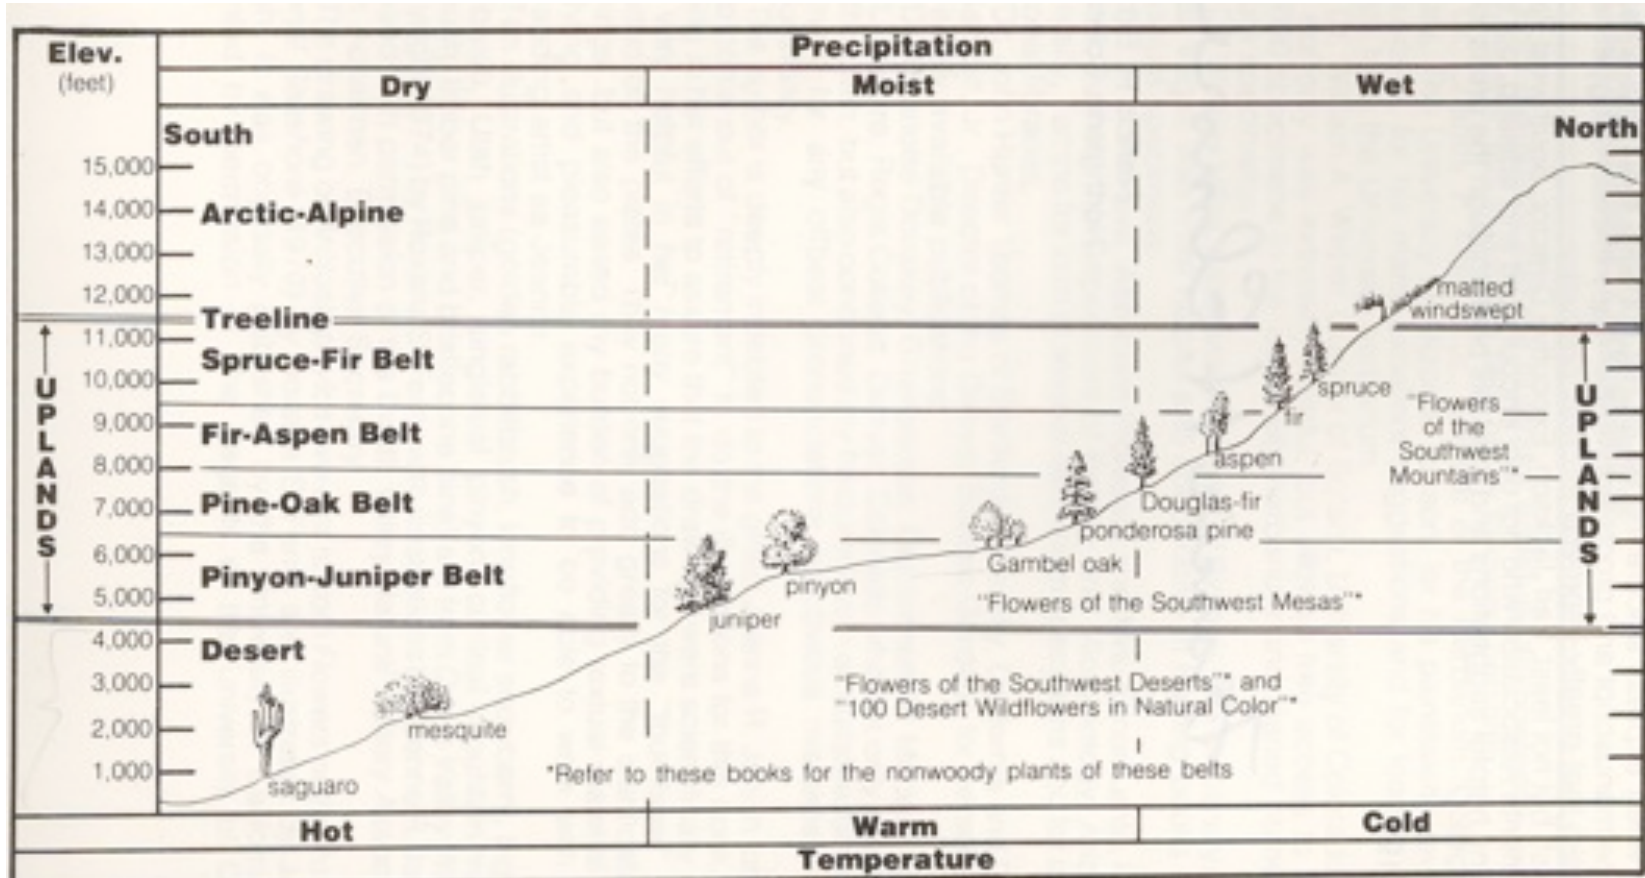 Elev.
(feet)
Precipitation
Dry
Moist
Wet
South
North
15,000
14,000
Arctic-Alpine
13,000
12,000
matted
windswept
Treeline
11,000
Spruce-Fir Belt
10,000
spruce
fir
"Flowers
of the
Southwest
Mountains"*
9,000
Fir-Aspen Belt
aspen
8,000
Douglas-fir
7,000
Pine-Oak Belt
ponderosa pine
6,000
Gambel oak
Pinyon-Juniper Belt
pinyon
5,000
"Flowers of the Southwest Mesas"*
juniper
UPLANDS
UPLANDS
4,000
Desert
3,000
"Flowers of the Southwest Deserts"* and
"100 Desert Wildflowers in Natural Color"*
2,000
mesquite
1,000
saguaro
*Refer to these books for the nonwoody plants of these belts
Hot
Warm
Cold
Temperature